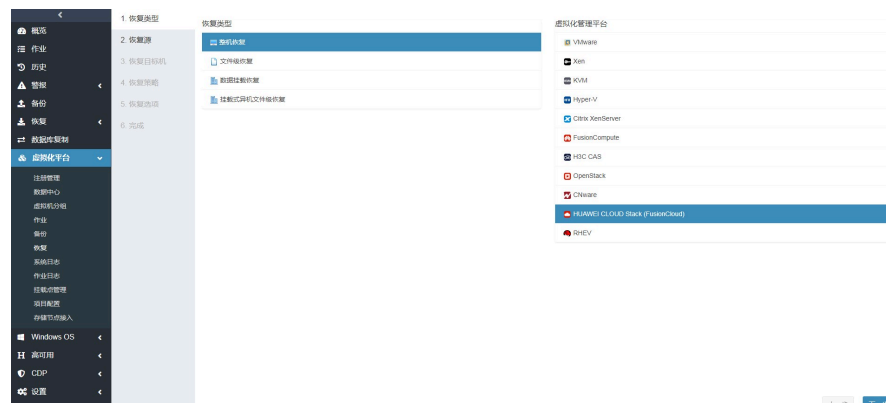 概览
作业
历史
警报
备份
恢复
数据库复制
虚拟化平台
注册管理
数据中心
虚拟机分组
作业
备份
恢复
系统日志
作业日志
挂载点管理
项目配置
存储节点接入
Windows OS
高可用
CDP
设置
1. 恢复类型
2. 恢复源
3. 恢复目标机
4. 恢复策略
5. 恢复选项
6. 完成
恢复类型
整机恢复
文件级恢复
数据挂载恢复
挂载式异机文件级恢复
虚拟化管理平台
VMware
Xen
KVM
Hyper-V
Citrix XenServer
FusionCompute
H3C CAS
OpenStack
CNware
HUAWEI CLOUD Stack (FusionCloud)
RHEV